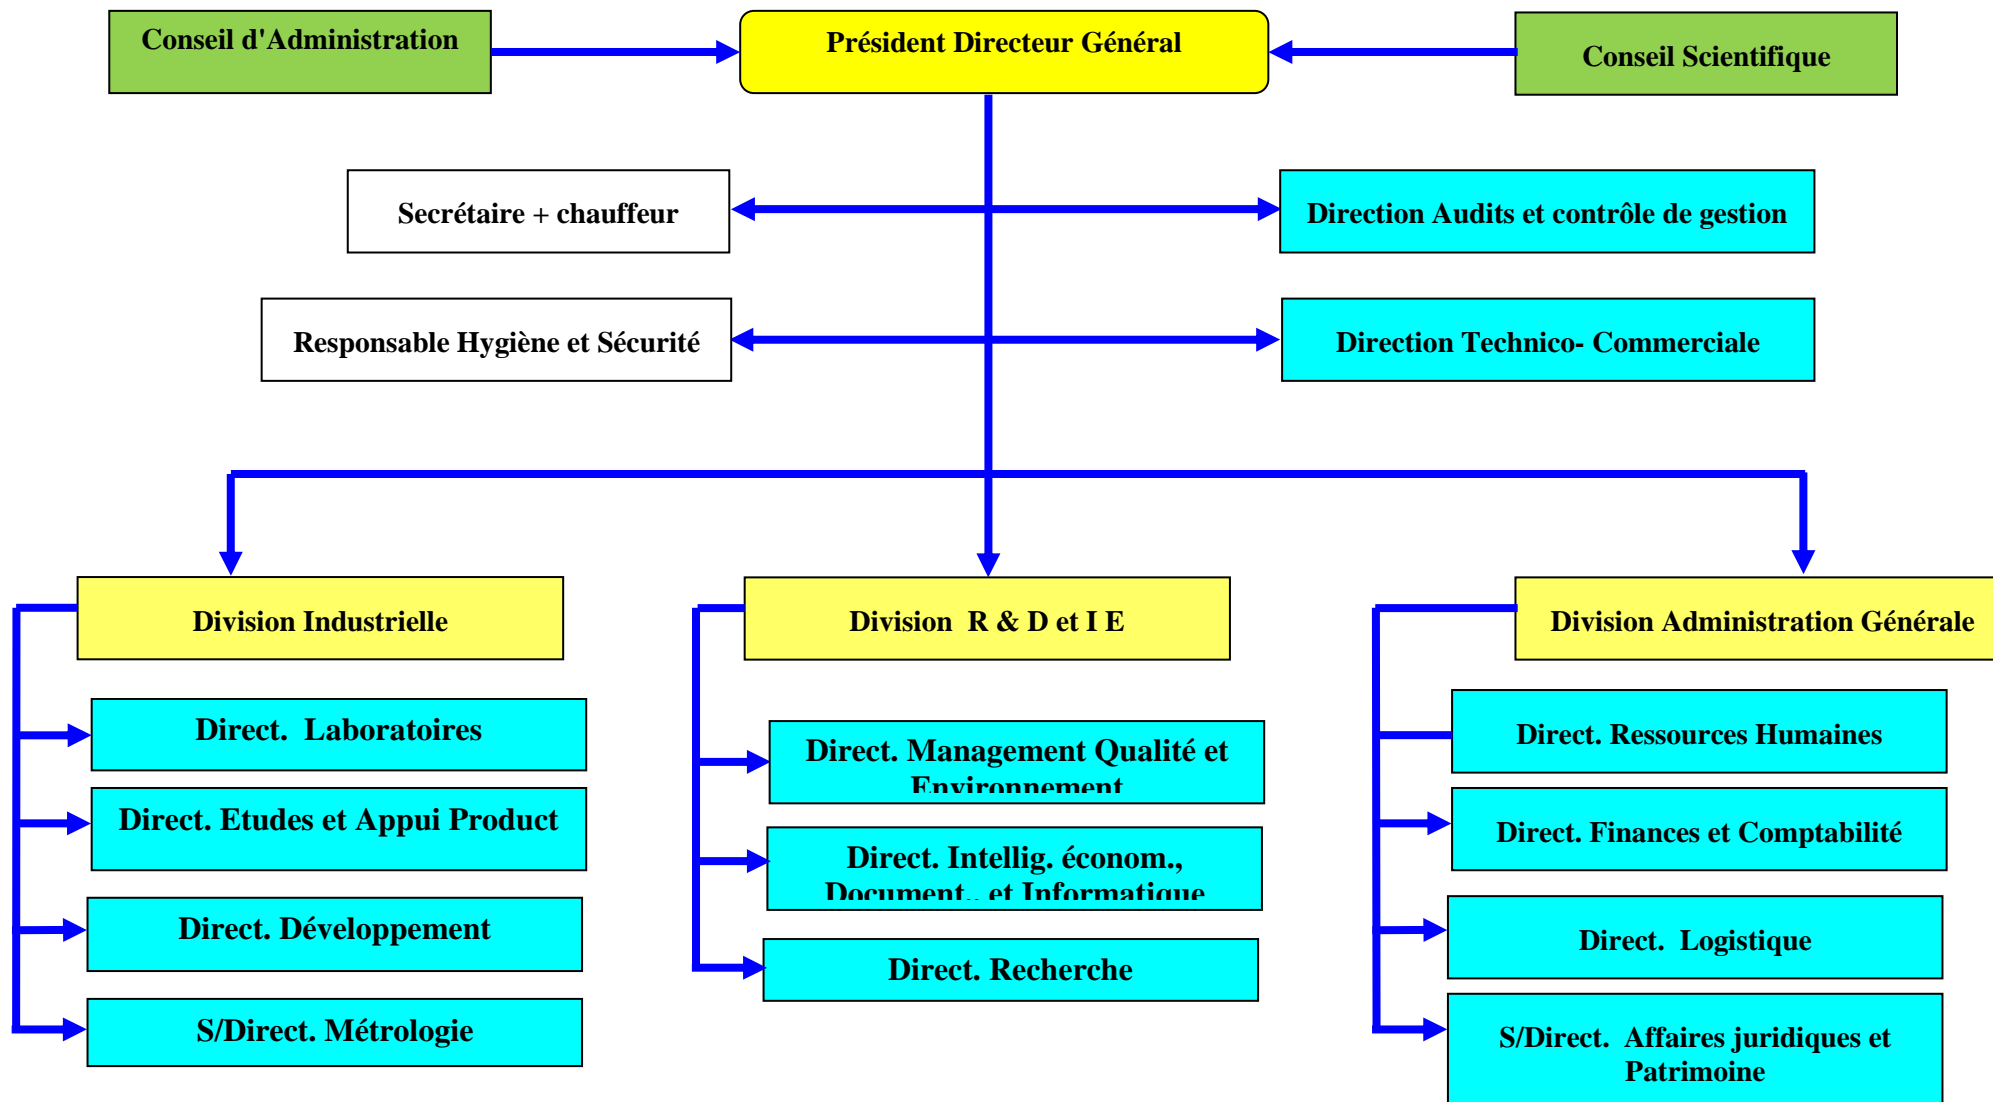 Conseil d'Administration
Président Directeur Général
Conseil Scientifique
Secrétaire + chauffeur
Direction Audits et contrôle de gestion
Responsable Hygiène et Sécurité
Direction Technico- Commerciale
Division Industrielle
Division R & D et I E
Division Administration Générale
Direct. Laboratoires
Direct. Etudes et Appui Product
Direct. Développement
S/Direct. Métrologie
Direct. Management Qualité et
Environnement
Direct. Intellig. économ.,
Document., et Informatique
Direct. Recherche
Direct. Ressources Humaines
Direct. Finances et Comptabilité
Direct. Logistique
S/Direct. Affaires juridiques et
Patrimoine